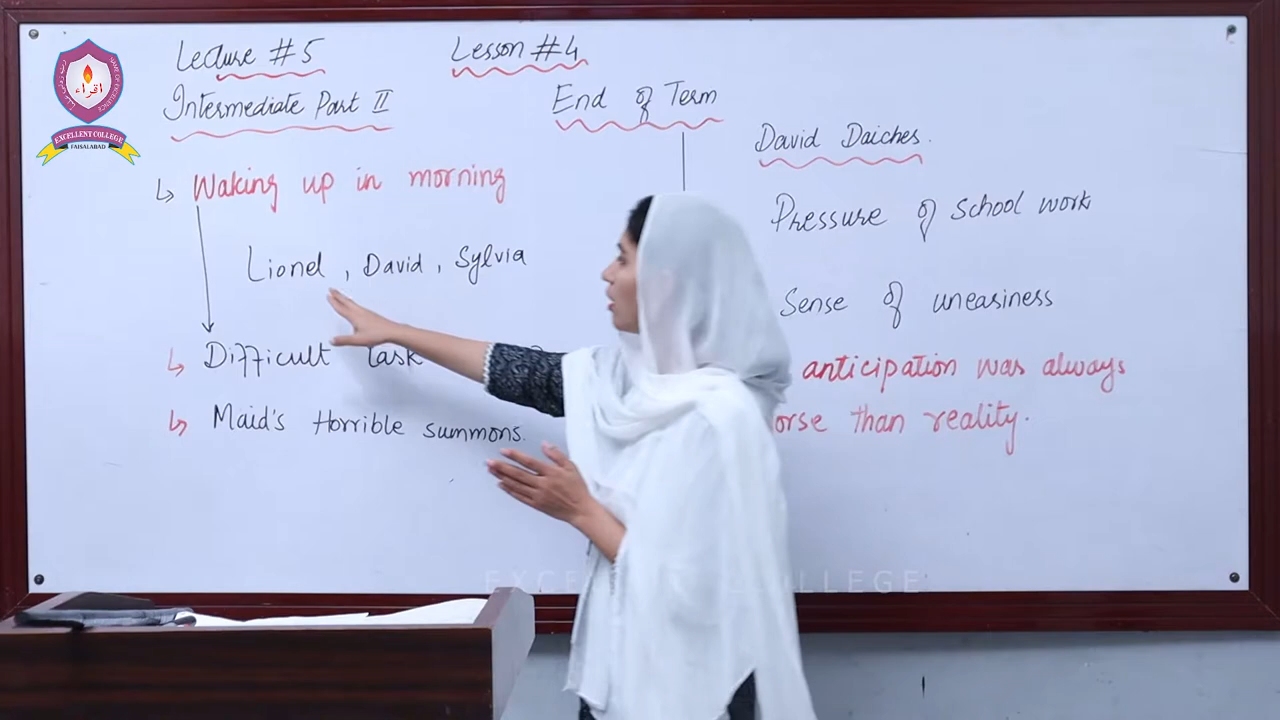 Lecture #5
Lesson #4
Intermediate Part II
End of Term
David Daiches.
Waking up in morning
Pressure of school work
Lionel, David, Sylvia
Sense of uneasiness
Difficult task
anticipation was always
Maid's Horrible summons.
than reality.
اقراء
EXCELLENT COLLEGE
FAISALABAD